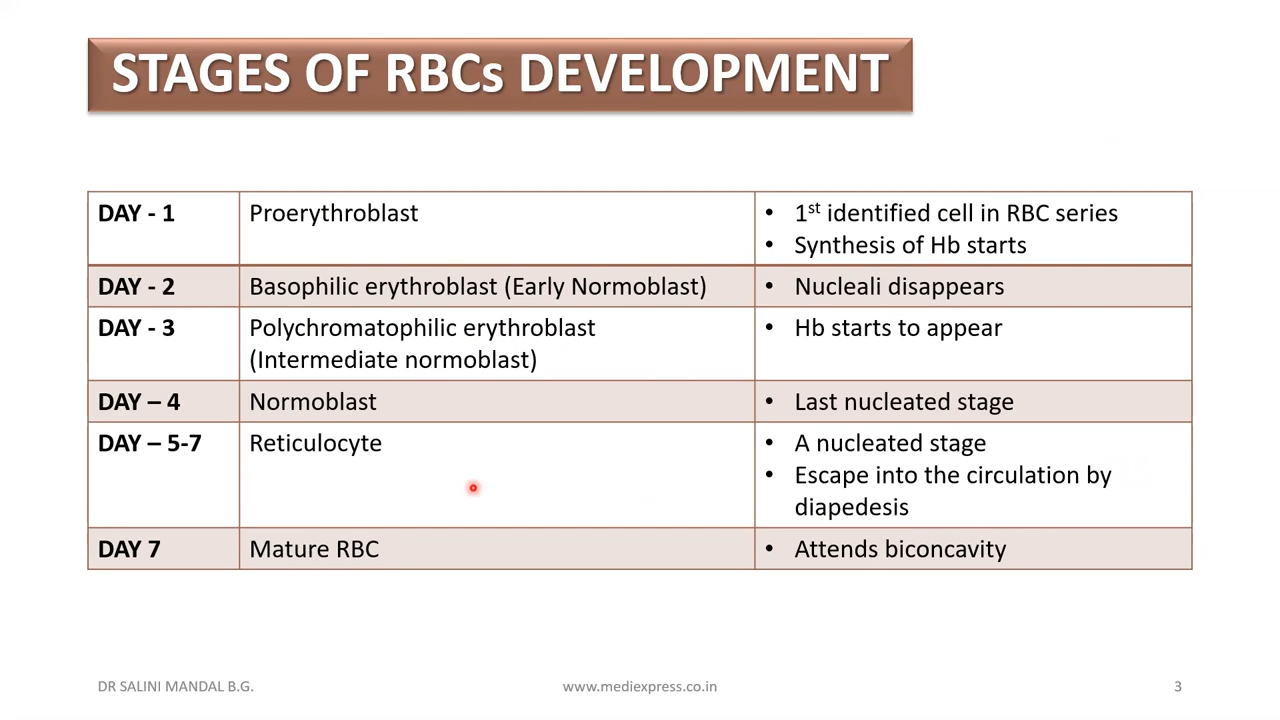 STAGES OF RBCs DEVELOPMENT
DAY - 1 Proerythroblast • 1st identified cell in RBC series
• Synthesis of Hb starts
DAY - 2 Basophilic erythroblast (Early Normoblast) • Nucleali disappears
DAY - 3 Polychromatophilic erythroblast • Hb starts to appear
(Intermediate normoblast)
DAY – 4 Normoblast • Last nucleated stage
DAY – 5-7 Reticulocyte • A nucleated stage
• Escape into the circulation by
diapedesis
DAY 7 Mature RBC • Attends biconcavity
DR SALINI MANDAL B.G. www.mediexpress.co.in 3